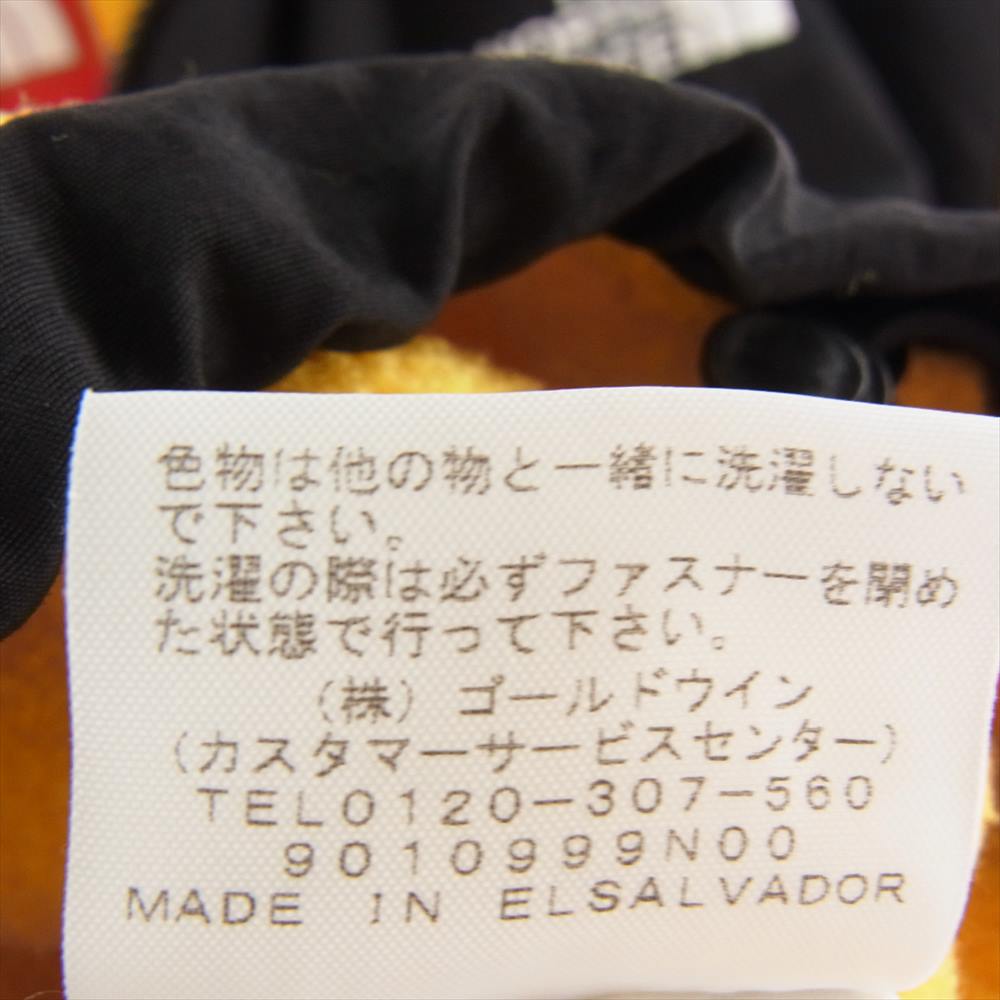 色物は他の物と一緒に洗濯しない
で下さい。
洗濯の際は必ずファスナーを閉め
た状態で行って下さい。
（株）ゴールドウイン
（カスタマーサービスセンター）
TEL0120-307-560
9010999N00
MADE IN ELSALVADOR